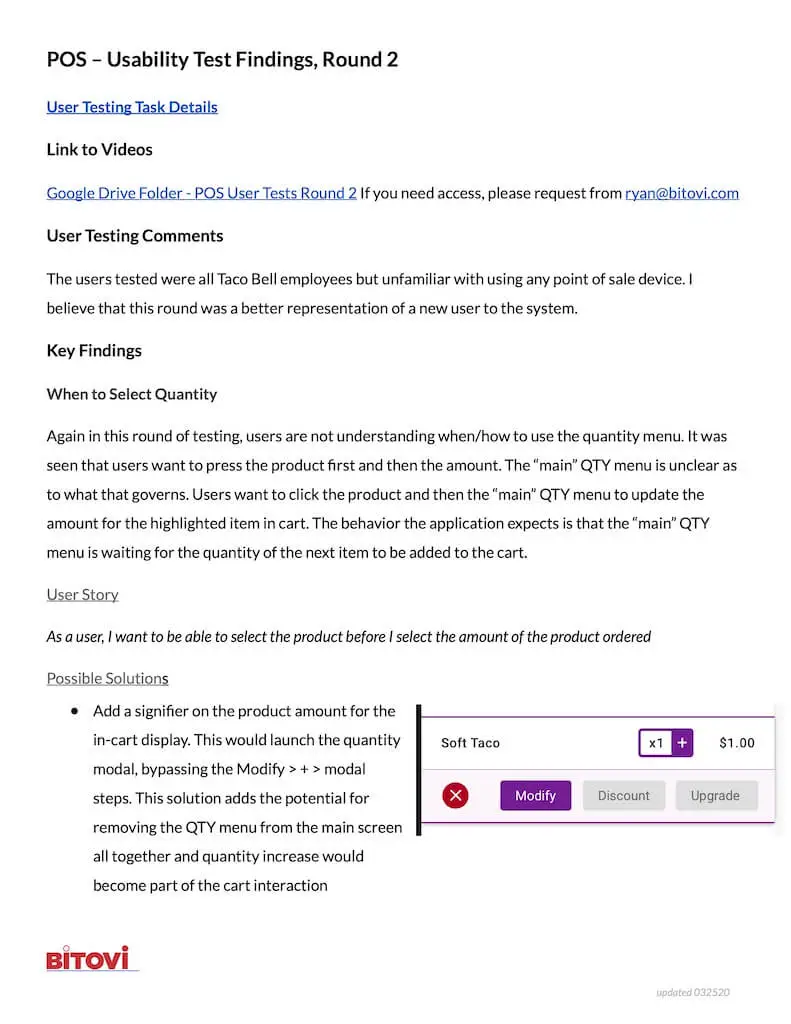 POS – Usability Test Findings, Round 2
User Testing Task Details
Link to Videos
Google Drive Folder - POS User Tests Round 2 If you need access, please request from ryan@bitovi.com
User Testing Comments
The users tested were all Taco Bell employees but unfamiliar with using any point of sale device. I
believe that this round was a better representation of a new user to the system.
Key Findings
When to Select Quantity
Again in this round of testing, users are not understanding when/how to use the quantity menu. It was
seen that users want to press the product first and then the amount. The “main” QTY menu is unclear as
to what that governs. Users want to click the product and then the “main” QTY menu to update the
amount for the highlighted item in cart. The behavior the application expects is that the “main” QTY
menu is waiting for the quantity of the next item to be added to the cart.
User Story
As a user, I want to be able to select the product before I select the amount of the product ordered
Possible Solutions
● Add a signifier on the product amount for the
in-cart display. This would launch the quantity
modal, bypassing the Modify > + > modal
steps. This solution adds the potential for
removing the QTY menu from the main screen
all together and quantity increase would
become part of the cart interaction
Soft Taco x1 + $1.00
Modify Discount Upgrade
BITOVI
updated 032520